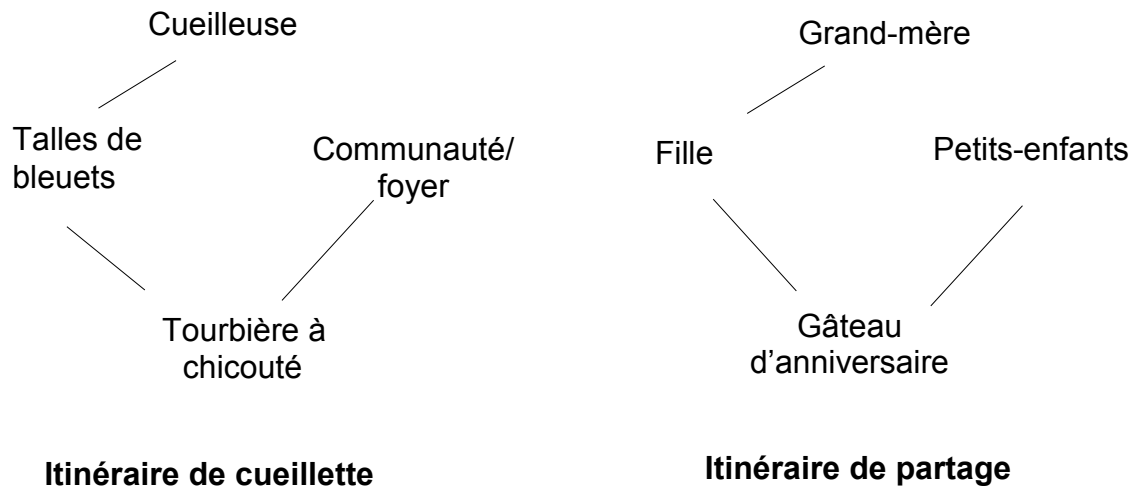 Cueilleuse
Talles de
bleuets
Communauté/
foyer
Tourbière à
chicouté
Itinéraire de cueillette
Grand-mère
Fille
Petits-enfants
Gâteau
d’anniversaire
Itinéraire de partage